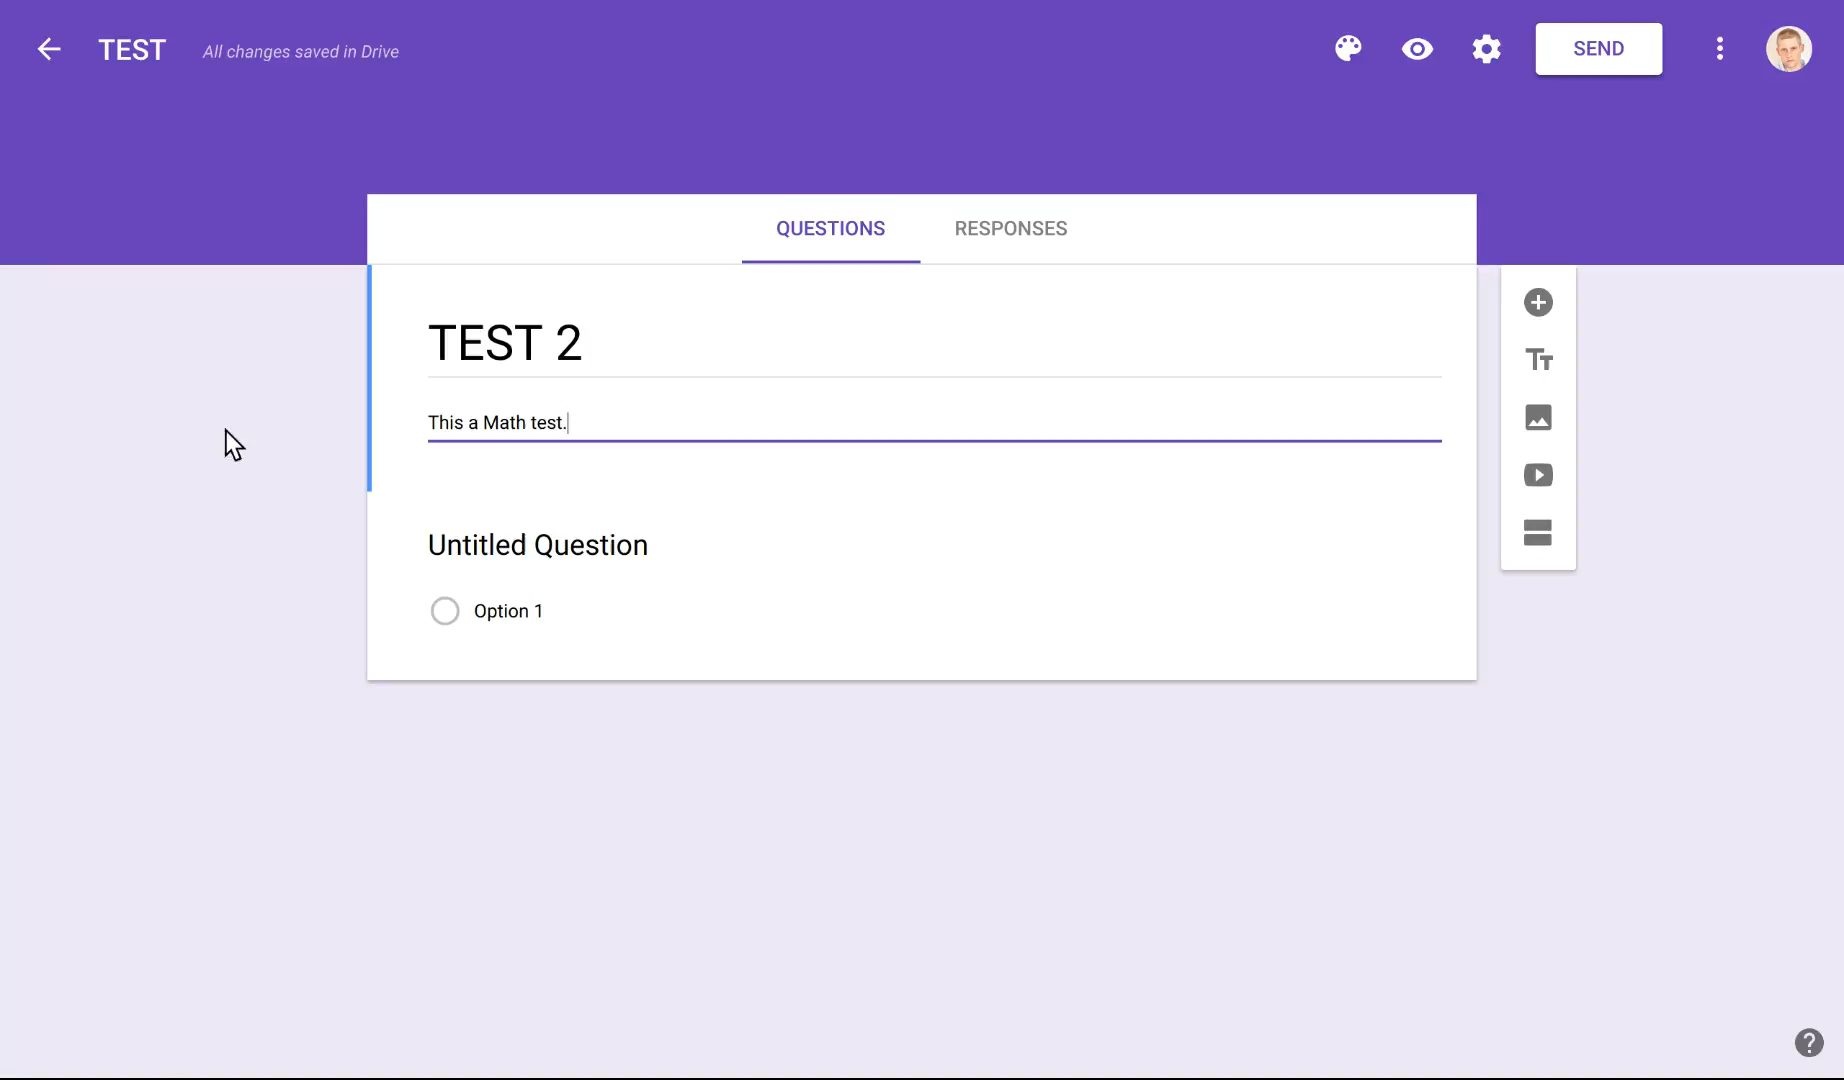 TEST
All changes saved in Drive
SEND
QUESTIONS
RESPONSES
TEST 2
This a Math test.
Untitled Question
Option 1